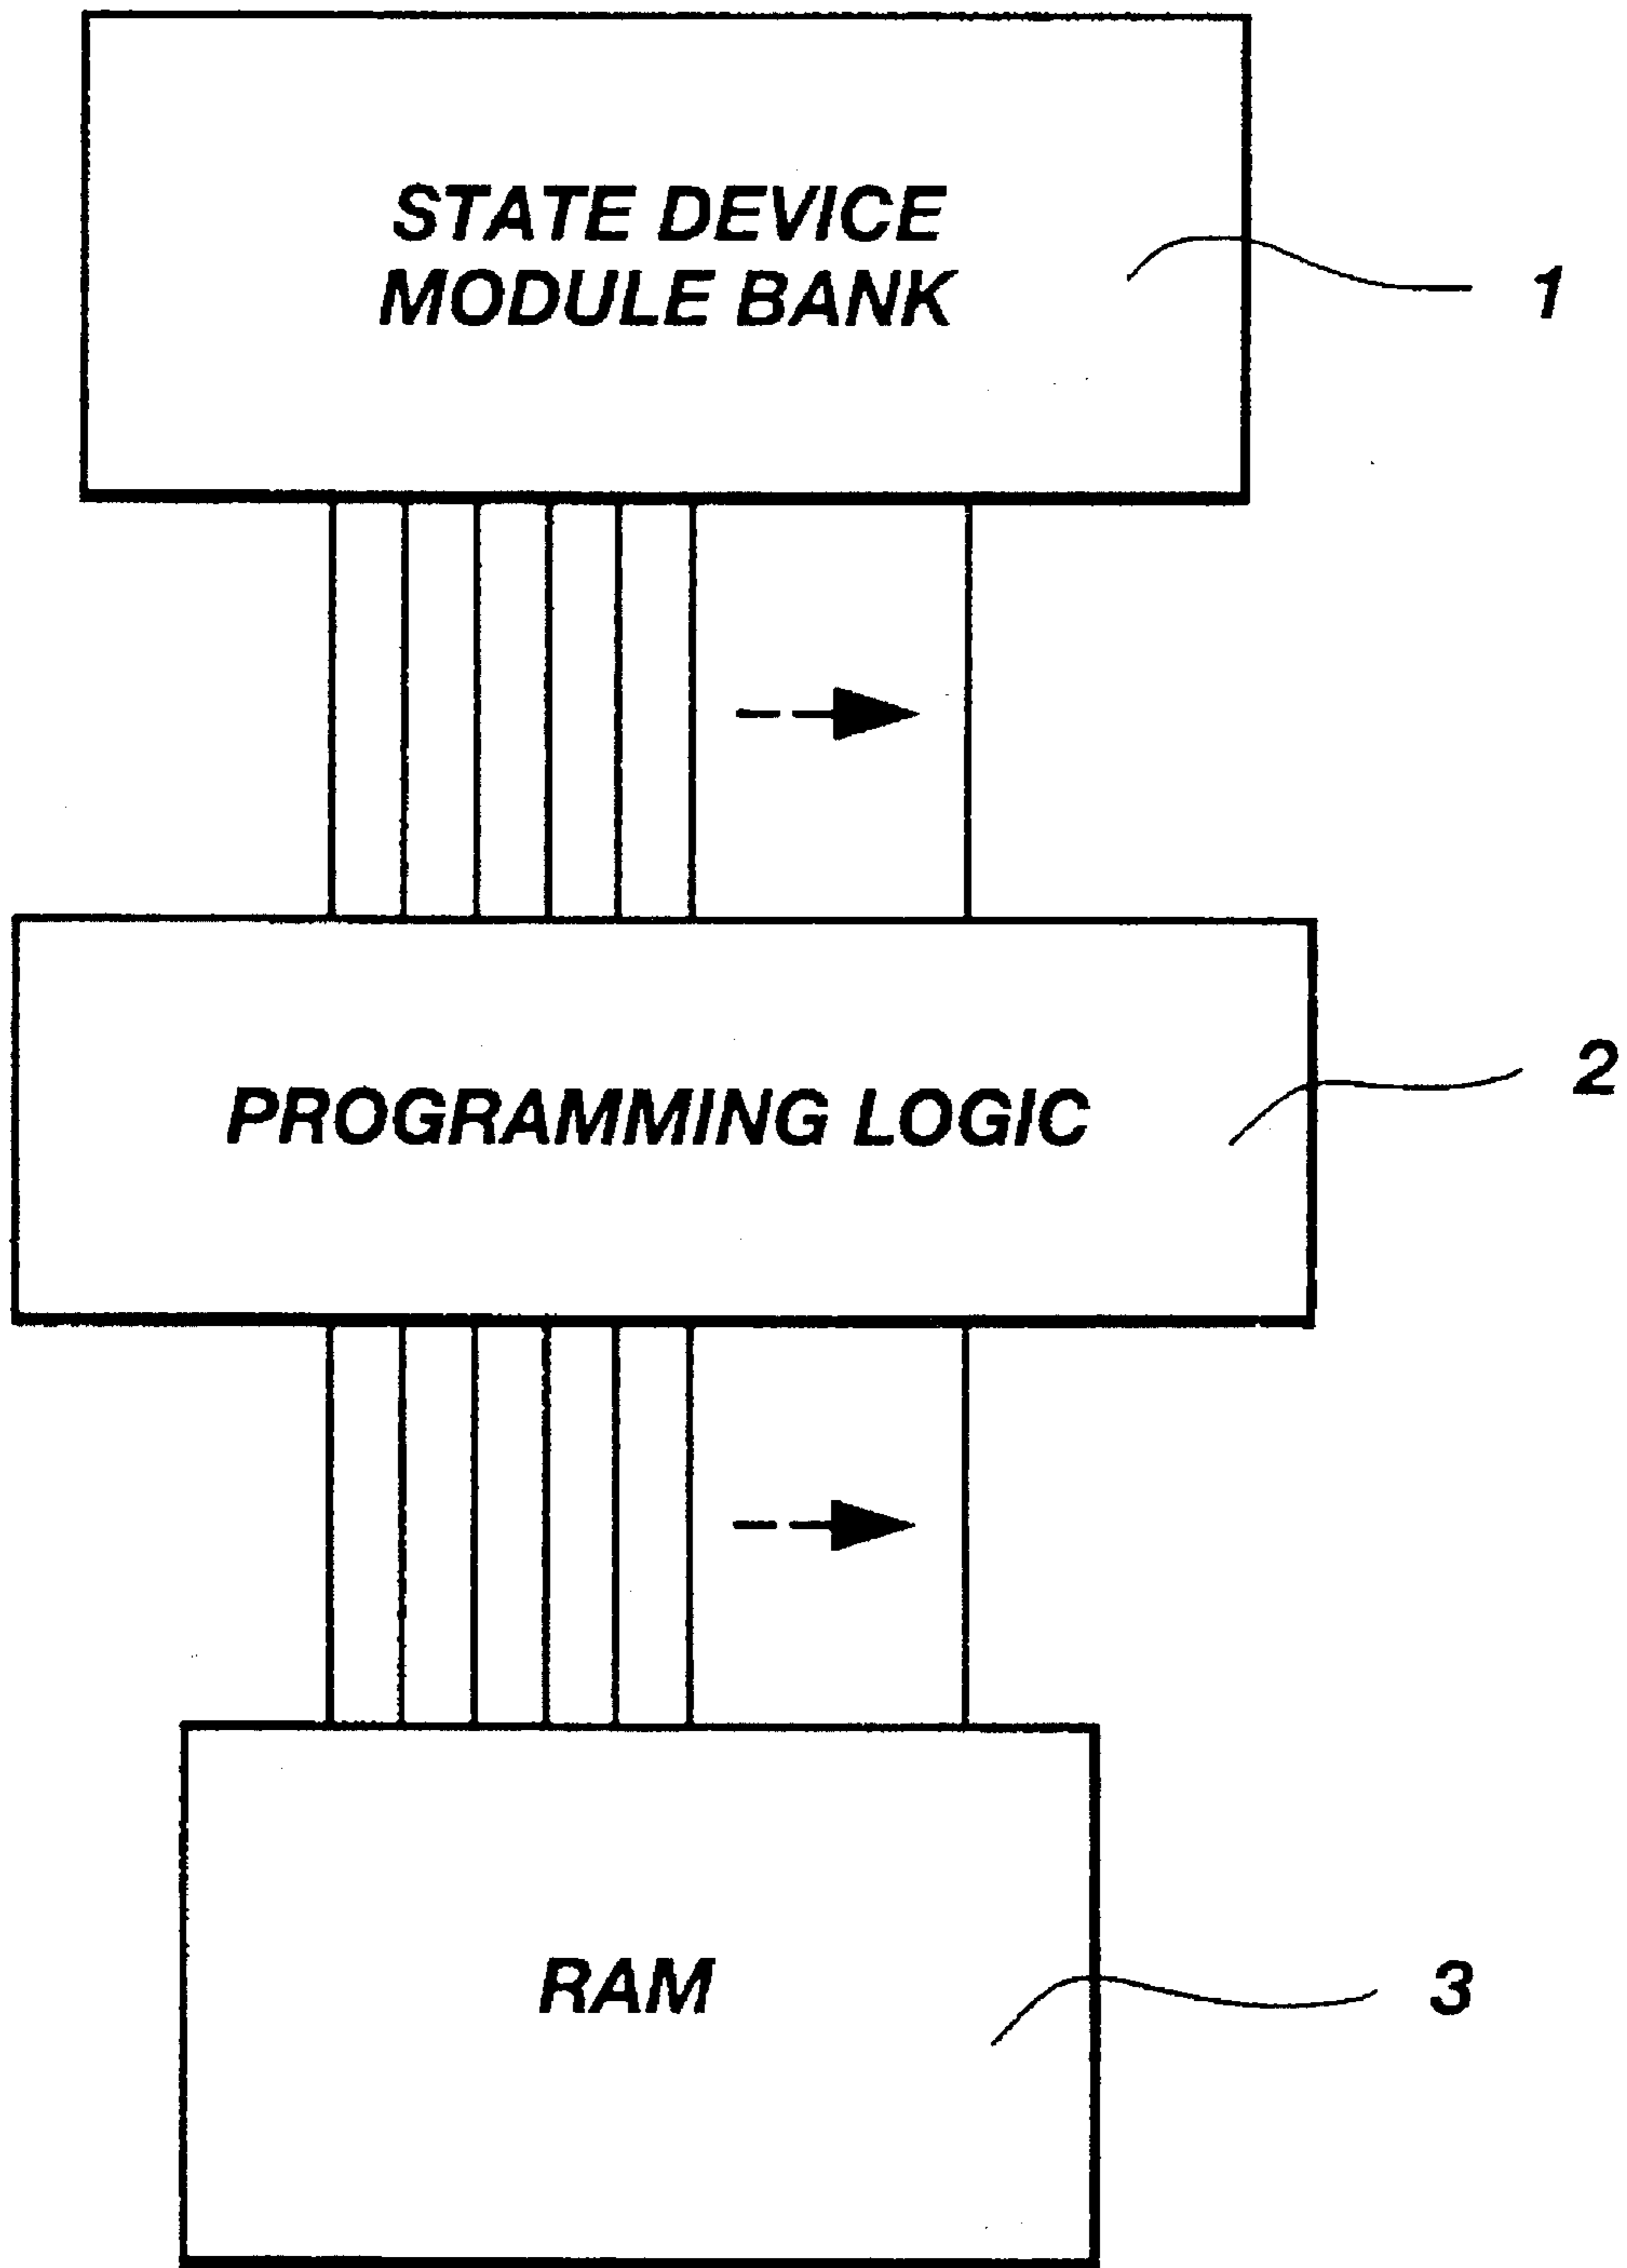 STATE DEVICE
MODULE BANK
1
PROGRAMMING LOGIC
2
RAM
3